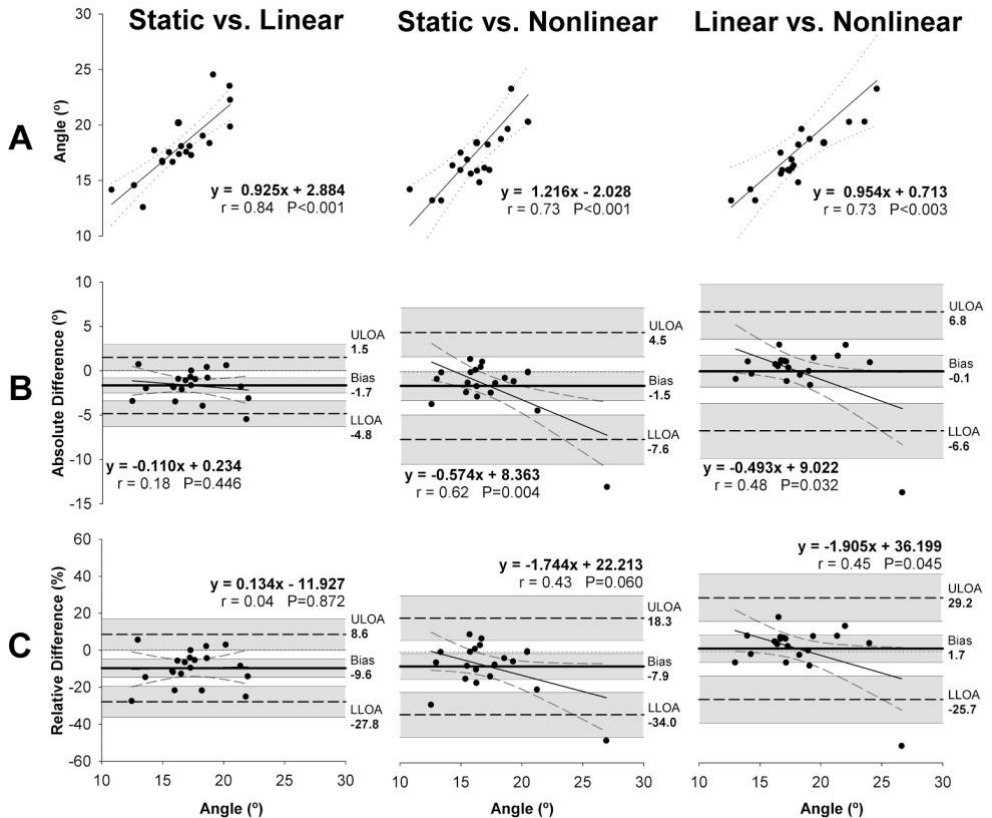 Static vs. Linear
Static vs. Nonlinear
Linear vs. Nonlinear
A
Angle (º)
30
25
20
15
10
y = 0.925x + 2.884
r = 0.84 P<0.001
y = 1.216x - 2.028
r = 0.73 P<0.001
y = 0.954x + 0.713
r = 0.73 P<0.003
B
Absolute Difference (º)
10
5
0
-5
-10
-15
ULOA
1.5
Bias
-1.7
LLOA
-4.8
y = -0.110x + 0.234
r = 0.18 P=0.446
ULOA
4.5
Bias
-1.5
LLOA
-7.6
y = -0.574x + 8.363
r = 0.62 P=0.004
ULOA
6.8
Bias
-0.1
LLOA
-6.6
y = -0.493x + 9.022
r = 0.48 P=0.032
C
Relative Difference (%)
60
40
20
0
-20
-40
-60
y = 0.134x - 11.927
r = 0.04 P=0.872
ULOA
8.6
Bias
-9.6
LLOA
-27.8
y = -1.744x + 22.213
r = 0.43 P=0.060
ULOA
18.3
Bias
-7.9
LLOA
-34.0
y = -1.905x + 36.199
r = 0.45 P=0.045
ULOA
29.2
Bias
1.7
LLOA
-25.7
10 15 20 25 30
10 15 20 25 30
10 15 20 25 30
Angle (º)
Angle (º)
Angle (º)